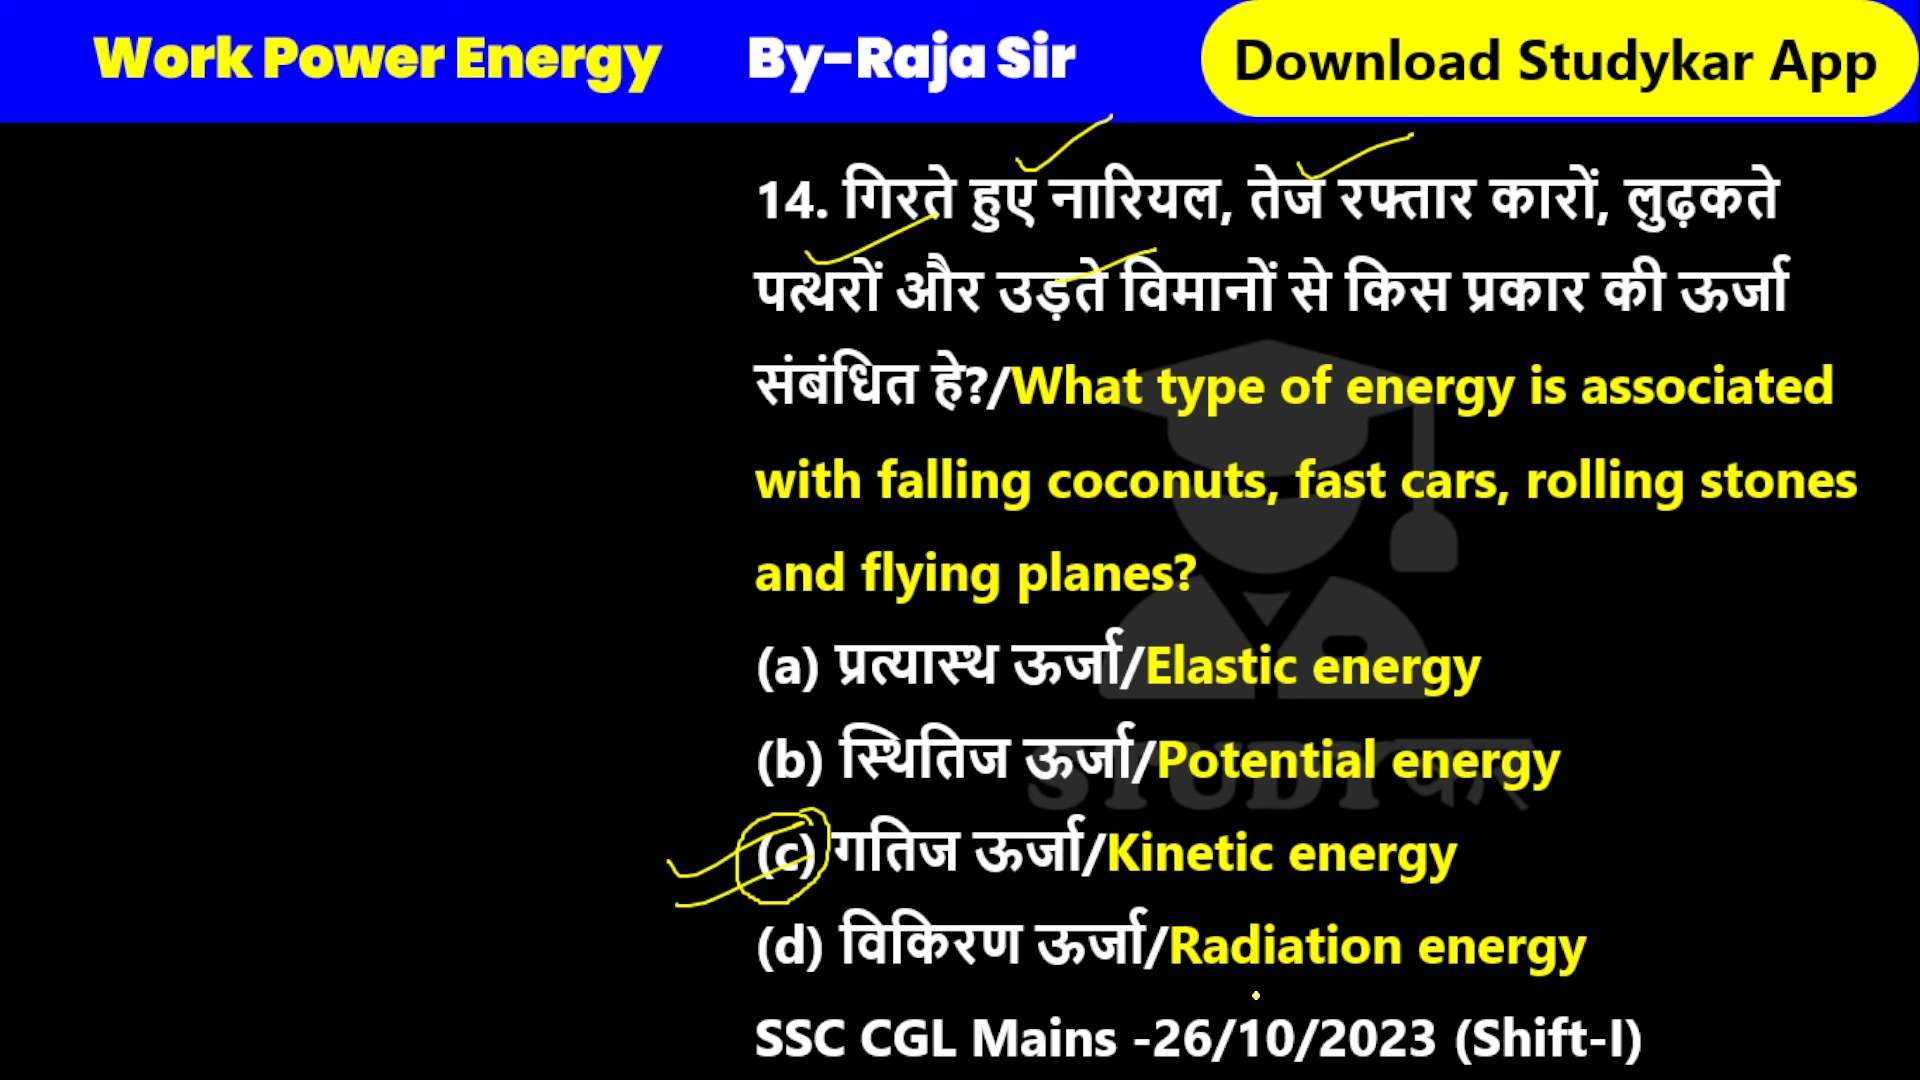 Work Power Energy By-Raja Sir Download Studykar App
14. गिरते हुए नारियल, तेज रफ्तार कारों, लुढ़कते
पत्थरों और उड़ते विमानों से किस प्रकार की ऊर्जा
संबंधित हे?/What type of energy is associated
with falling coconuts, fast cars, rolling stones
and flying planes?
(a) प्रत्यास्थ ऊर्जा/Elastic energy
(b) स्थितिज ऊर्जा/Potential energy
STUDYकर
(c) गतिज ऊर्जा/Kinetic energy
(d) विकिरण ऊर्जा/Radiation energy
SSC CGL Mains -26/10/2023 (Shift-I)